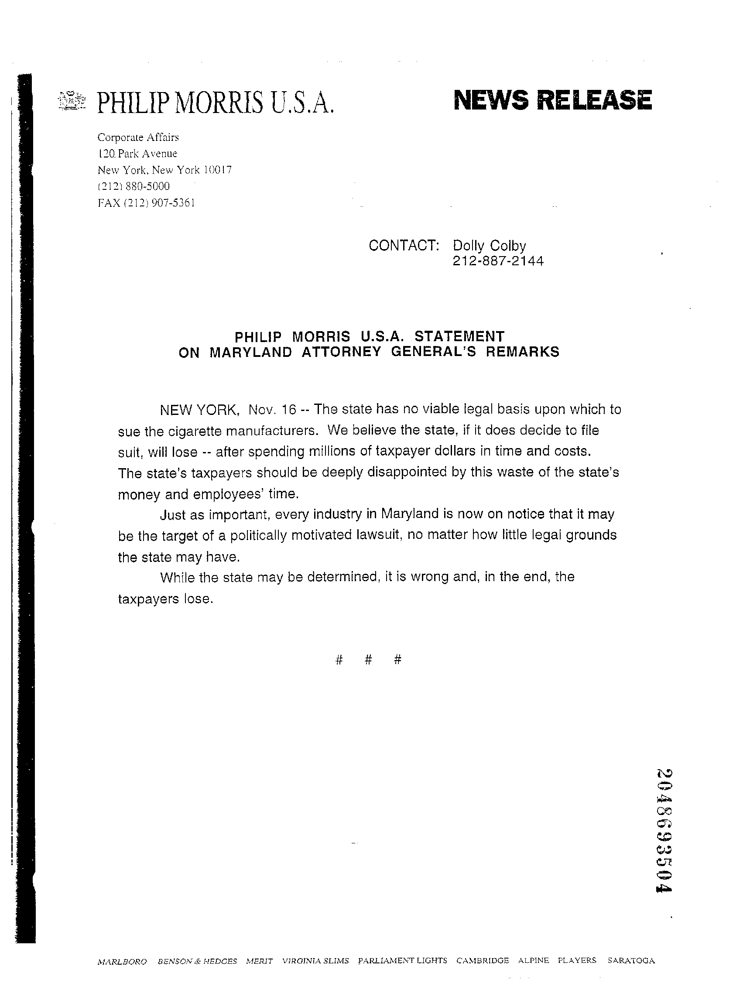 PHILIP MORRIS U.S.A.
NEWS RELEASE
Corporate Affairs
120 Park Avenue
New York, New York 10017
(212) 880-5000
FAX (212) 907-5361
CONTACT: Dolly Colby
212-887-2144
PHILIP MORRIS U.S.A. STATEMENT
ON MARYLAND ATTORNEY GENERAL'S REMARKS
NEW YORK, Nov. 16 -- The state has no viable legal basis upon which to
sue the cigarette manufacturers. We believe the state, if it does decide to file
suit, will lose -- after spending millions of taxpayer dollars in time and costs.
The state's taxpayers should be deeply disappointed by this waste of the state's
money and employees' time.
Just as important, every industry in Maryland is now on notice that it may
be the target of a politically motivated lawsuit, no matter how little legal grounds
the state may have.
While the state may be determined, it is wrong and, in the end, the
taxpayers lose.
# # #
2048693504
MARLBORO BENSON & HEDGES MERIT VIRGINIA SLIMS PARLIAMENT LIGHTS CAMBRIDGE ALPINE PLAYERS SARATOGA